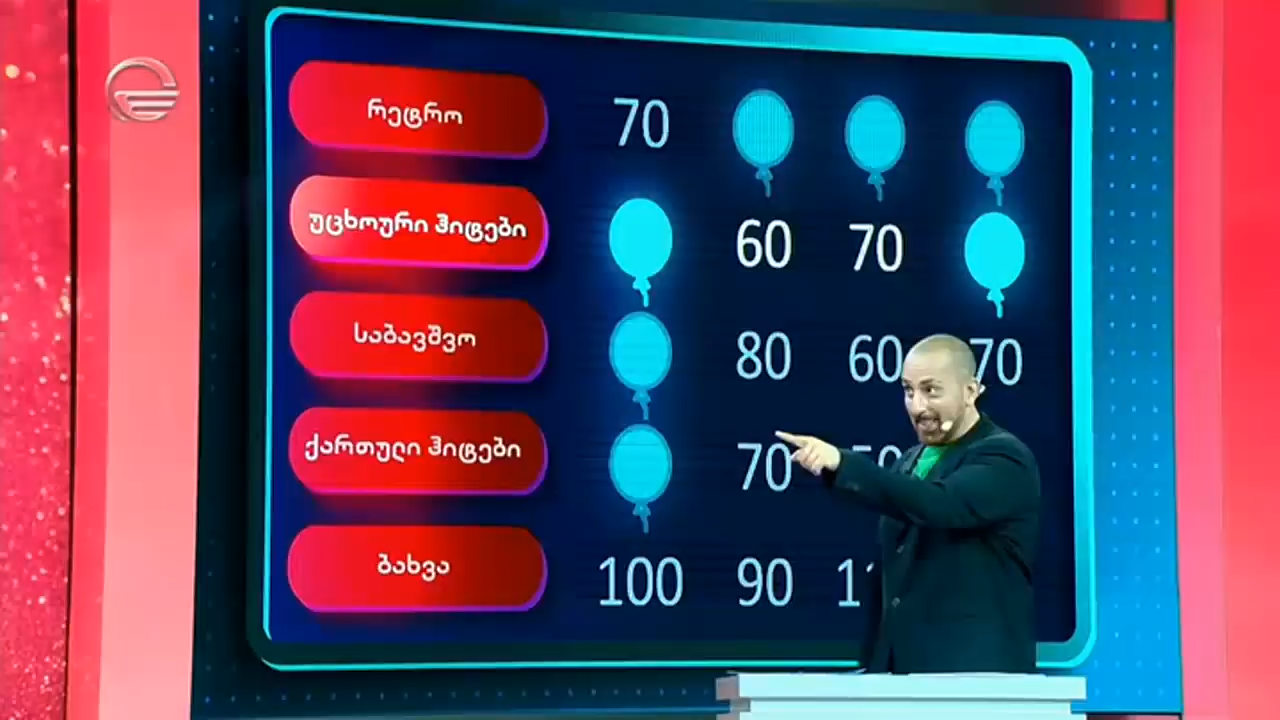 რეტრო 70
უცხოური ჰიტები 60 70
საბავშვო 80 60 70
ქართული ჰიტები 70
ბახვა 100 90